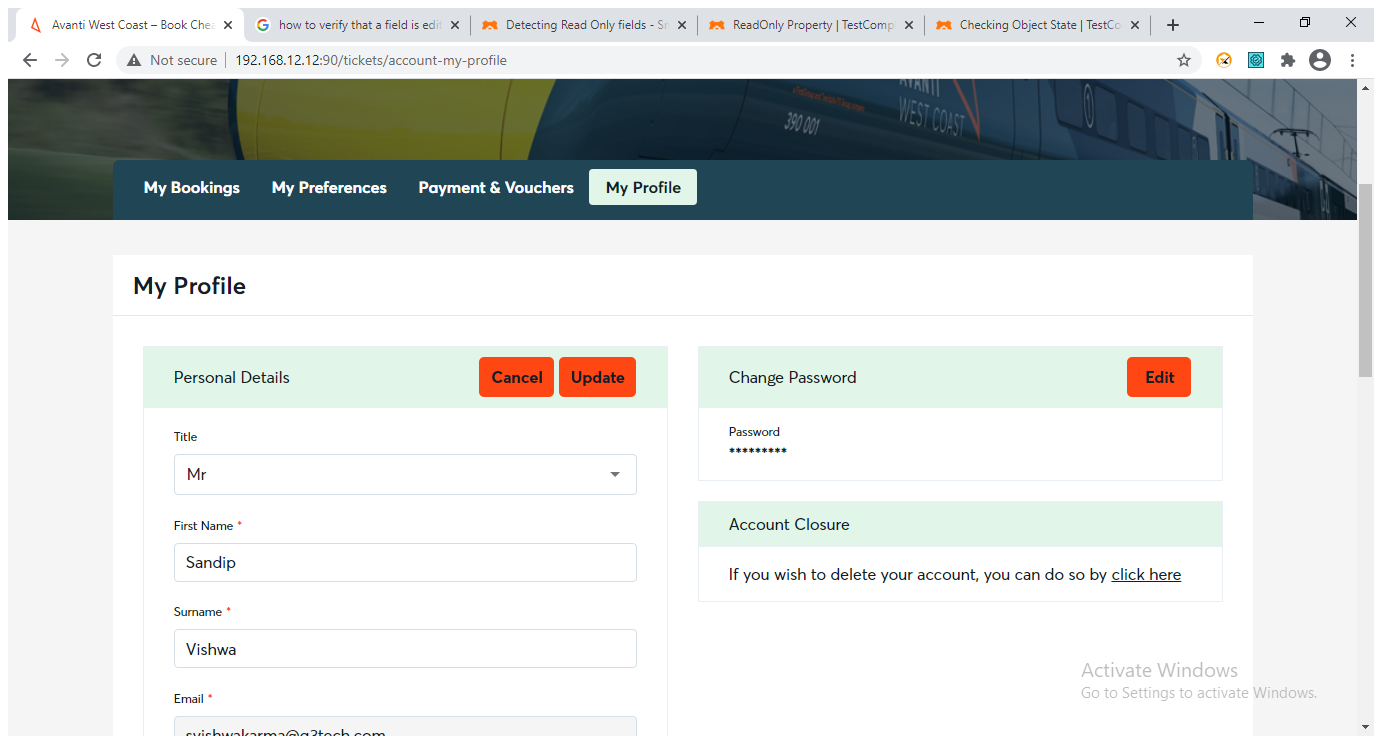 Avanti West Coast – Book Chea
how to verify that a field is edit
Detecting Read Only fields - Sm
ReadOnly Property | TestCompl
Checking Object State | TestCo
Not secure
192.168.12.12:90/tickets/account-my-profile
AVANTI
WEST COAST
390 001
My Bookings
My Preferences
Payment & Vouchers
My Profile
My Profile
Personal Details
Cancel
Update
Title
Mr
First Name *
Sandip
Surname *
Vishwa
Email *
svishwakarma@q3tech.com
Change Password
Edit
Password
*********
Account Closure
If you wish to delete your account, you can do so by click here
Activate Windows
Go to Settings to activate Windows.